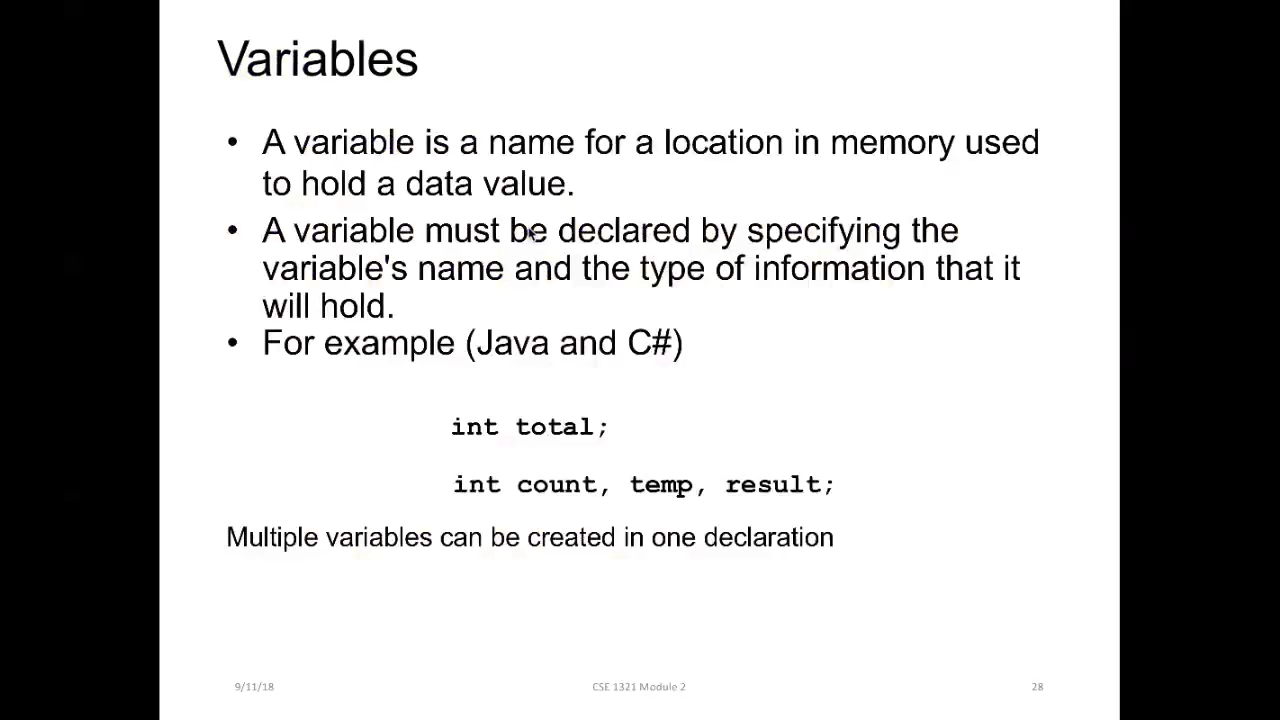 Variables
• A variable is a name for a location in memory used
to hold a data value.
• A variable must be declared by specifying the
variable's name and the type of information that it
will hold.
• For example (Java and C#)
int total;
int count, temp, result;
Multiple variables can be created in one declaration
9/11/18 CSE 1321 Module 2 28